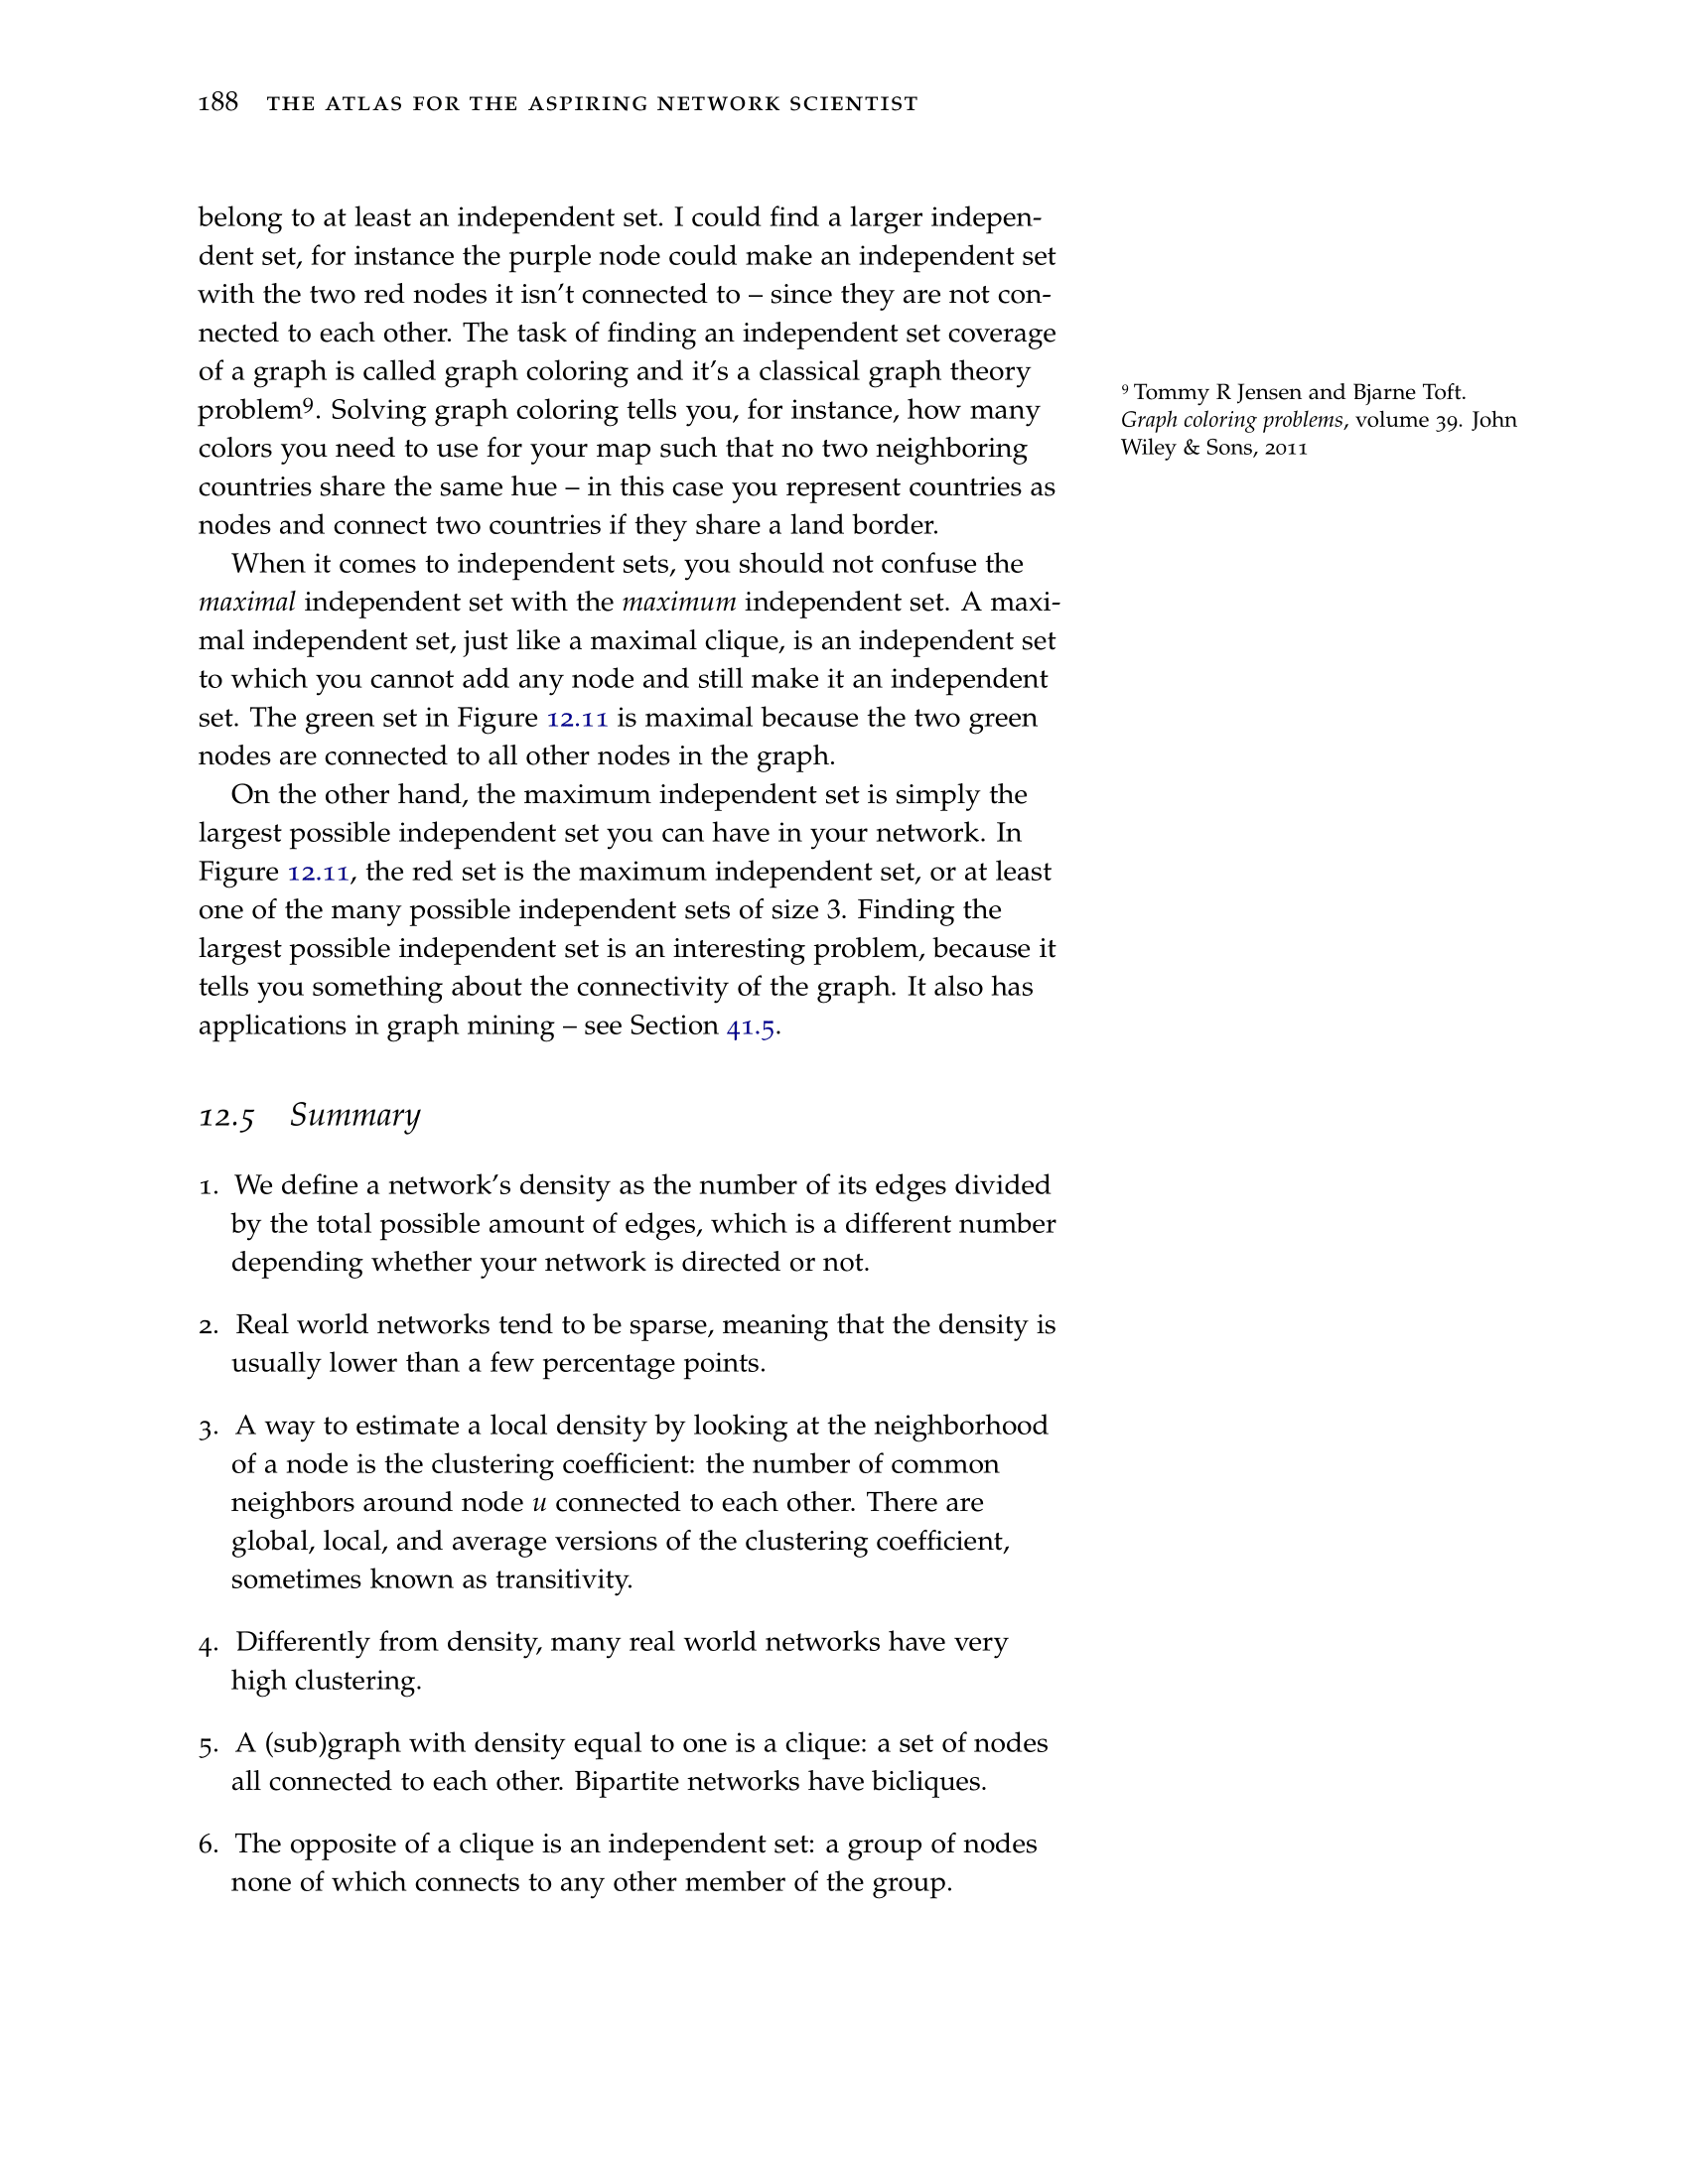 188 THE ATLAS FOR THE ASPIRING NETWORK SCIENTIST
belong to at least an independent set. I could find a larger indepen-
dent set, for instance the purple node could make an independent set
with the two red nodes it isn't connected to – since they are not con-
nected to each other. The task of finding an independent set coverage
of a graph is called graph coloring and it's a classical graph theory
problem⁹. Solving graph coloring tells you, for instance, how many
colors you need to use for your map such that no two neighboring
countries share the same hue – in this case you represent countries as
nodes and connect two countries if they share a land border.
When it comes to independent sets, you should not confuse the
maximal independent set with the maximum independent set. A maxi-
mal independent set, just like a maximal clique, is an independent set
to which you cannot add any node and still make it an independent
set. The green set in Figure 12.11 is maximal because the two green
nodes are connected to all other nodes in the graph.
On the other hand, the maximum independent set is simply the
largest possible independent set you can have in your network. In
Figure 12.11, the red set is the maximum independent set, or at least
one of the many possible independent sets of size 3. Finding the
largest possible independent set is an interesting problem, because it
tells you something about the connectivity of the graph. It also has
applications in graph mining – see Section 41.5.
⁹ Tommy R Jensen and Bjarne Toft.
Graph coloring problems, volume 39. John
Wiley & Sons, 2011
12.5 Summary
1. We define a network's density as the number of its edges divided
by the total possible amount of edges, which is a different number
depending whether your network is directed or not.
2. Real world networks tend to be sparse, meaning that the density is
usually lower than a few percentage points.
3. A way to estimate a local density by looking at the neighborhood
of a node is the clustering coefficient: the number of common
neighbors around node u connected to each other. There are
global, local, and average versions of the clustering coefficient,
sometimes known as transitivity.
4. Differently from density, many real world networks have very
high clustering.
5. A (sub)graph with density equal to one is a clique: a set of nodes
all connected to each other. Bipartite networks have bicliques.
6. The opposite of a clique is an independent set: a group of nodes
none of which connects to any other member of the group.